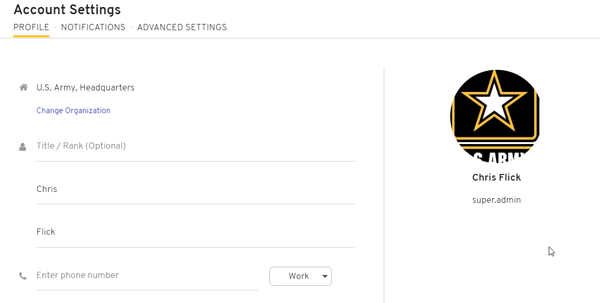 Account Settings
PROFILE - NOTIFICATIONS - ADVANCED SETTINGS
U.S. Army, Headquarters
Change Organization
Title / Rank (Optional)
Chris
Flick
Enter phone number
Work
Chris Flick
super.admin